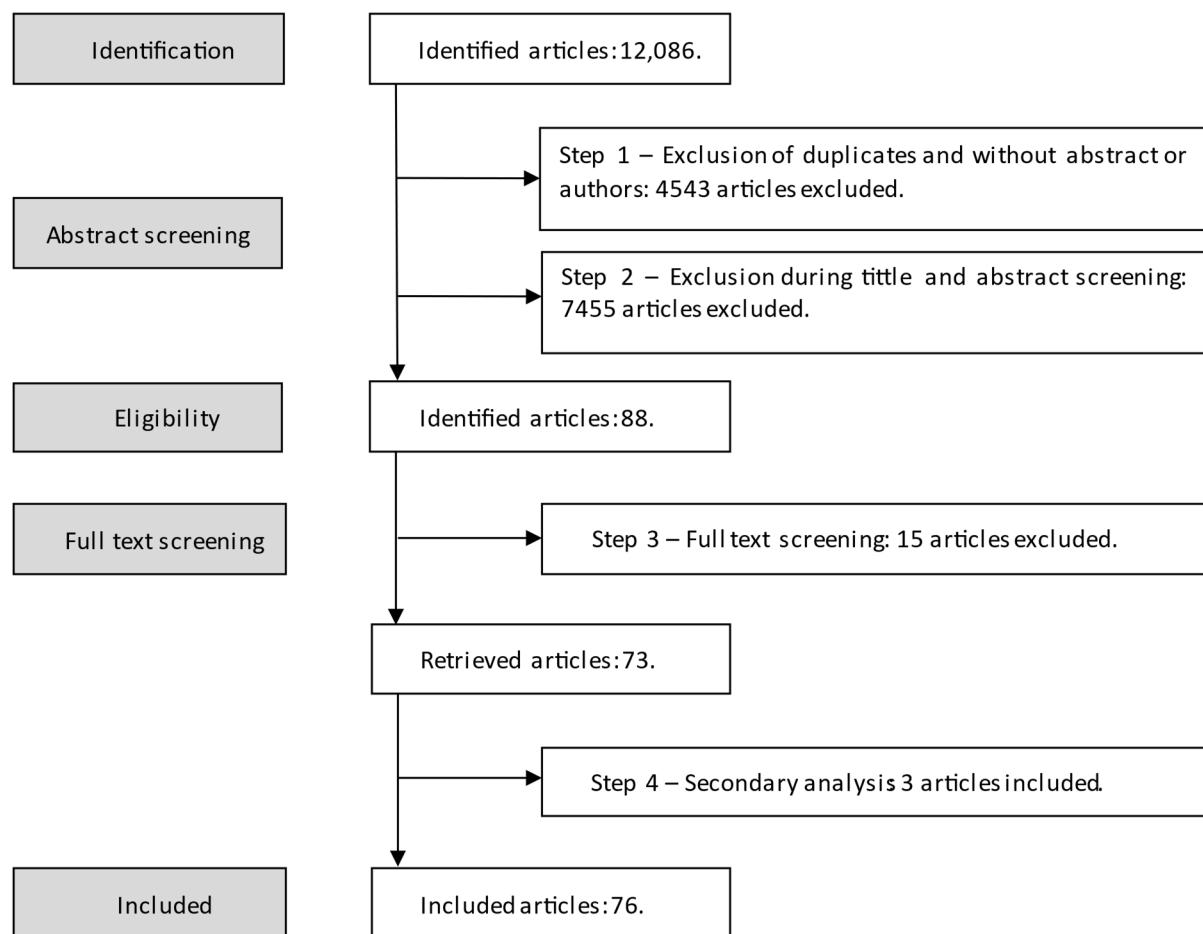 Identification
Identified articles:12,086.
Step 1 – Exclusion of duplicates and without abstract or
authors: 4543 articles excluded.
Abstract screening
Step 2 – Exclusion during tittle and abstract screening:
7455 articles excluded.
Eligibility
Identified articles:88.
Full text screening
Step 3 – Full text screening: 15 articles excluded.
Retrieved articles:73.
Step 4 – Secondary analysis 3 articles included.
Included
Included articles:76.